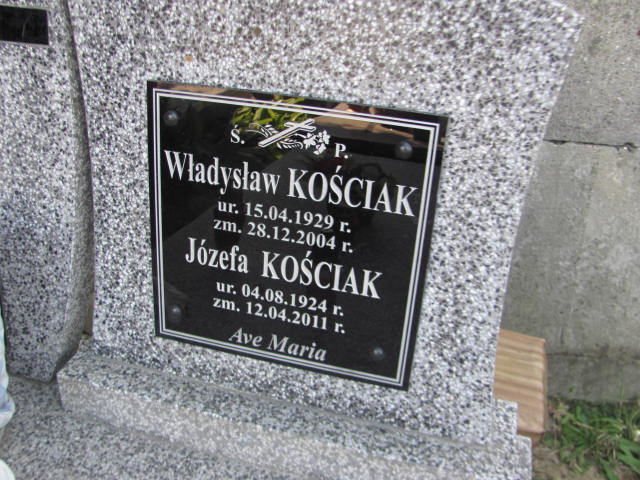 Ś. P.
Władysław KOŚCIAK
ur. 15.04.1929 r.
zm. 28.12.2004 r.
Józefa KOŚCIAK
ur. 04.08.1924 r.
zm. 12.04.2011 r.
Ave Maria